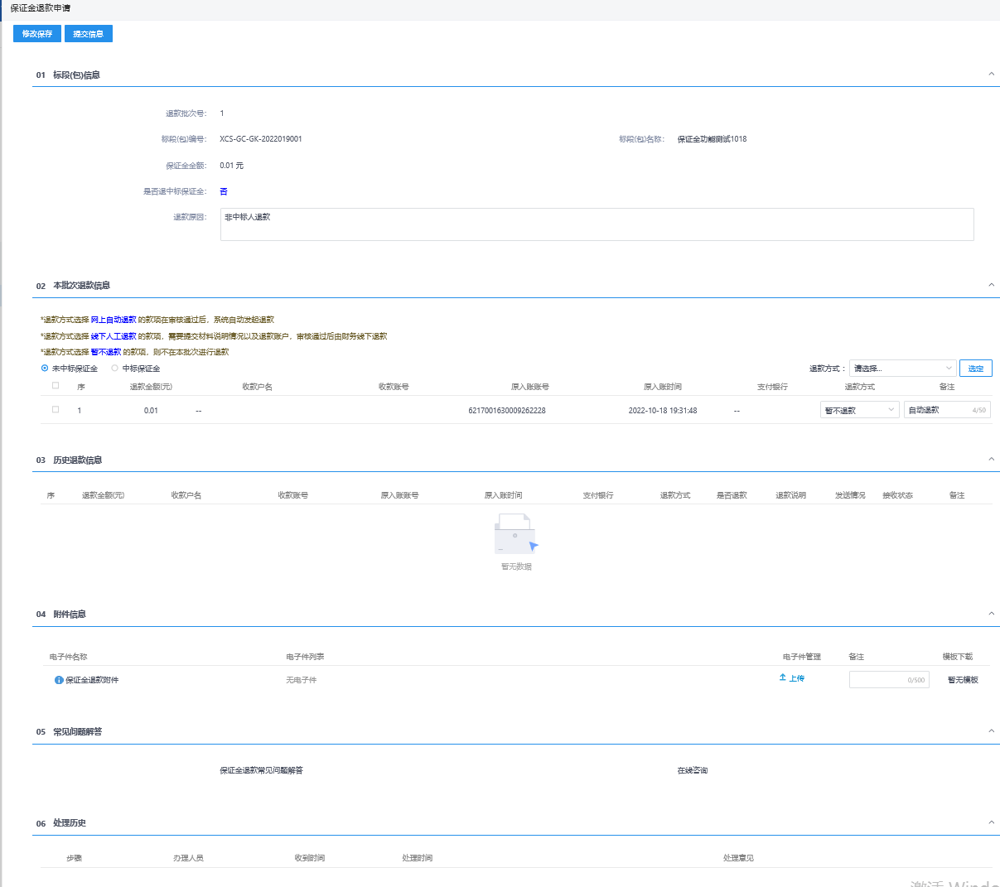 保证金退款申请
修改保存 提交信息
01 标段(包)信息
退款批次号： 1
标段(包)编号： XCS-GC-GK-2022019001 标段(包)名称： 保证金功能测试1018
保证金金额： 0.01 元
是否退中标保证金： 否
退款原因： 非中标人退款
02 本批次退款信息
*退款方式选择 网上自动退款 的款项在审核通过后，系统自动发起退款
*退款方式选择 线下人工退款 的款项，需要提交材料说明情况以及退款账户，审核通过后由财务线下退款
*退款方式选择 暂不退款 的款项，则不在本批次进行退款
未中标保证金 中标保证金 退款方式： 请选择... 选定
序 退款金额(元) 收款户名 收款账号 原入账账号 原入账时间 支付银行 退款方式 备注
1 0.01 -- 6217001630009262228 2022-10-18 19:31:48 -- 暂不退款 自动退款 4/50
03 历史退款信息
序 退款金额(元) 收款户名 收款账号 原入账账号 原入账时间 支付银行 退款方式 是否退款 退款说明 发送情况 接收状态 备注
暂无数据
04 附件信息
电子件名称 电子件列表 电子件管理 备注 模板下载
保证金退款附件 无电子件 上传 0/500 暂无模板
05 常见问题解答
保证金退款常见问题解答 在线咨询
06 处理历史
步骤 办理人员 收到时间 处理时间 处理意见
激活 Windo